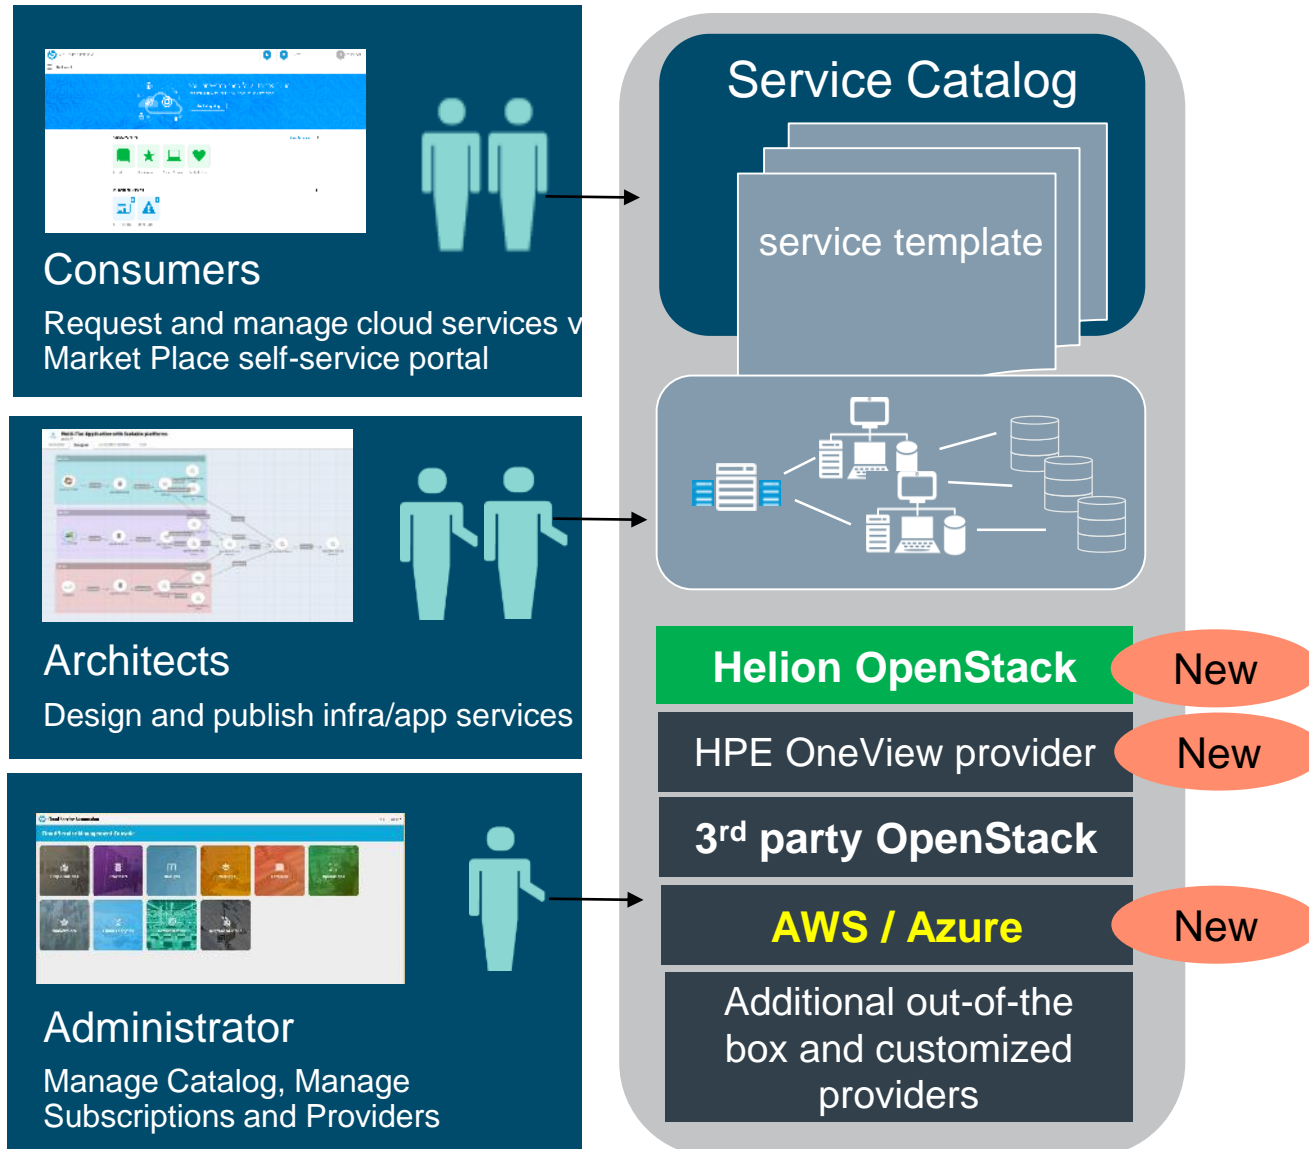 Consumers
Request and manage cloud services v
Market Place self-service portal
Architects
Design and publish infra/app services
Administrator
Manage Catalog, Manage
Subscriptions and Providers
Service Catalog
service template
Helion OpenStack
New
HPE OneView provider
New
3rd party OpenStack
AWS / Azure
New
Additional out-of-the
box and customized
providers